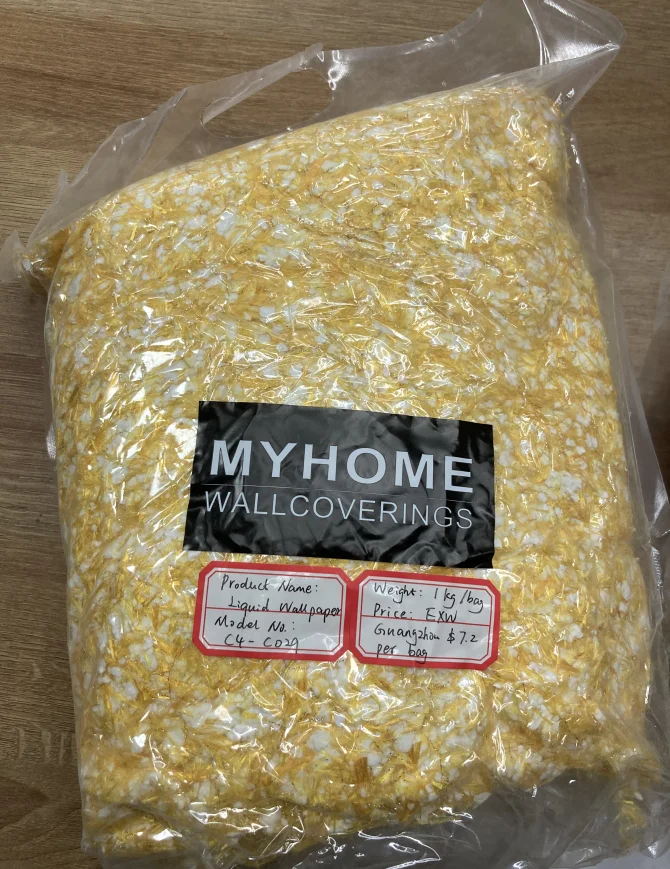 MYHOME
WALLCOVERINGS
Product Name:
Liquid Wallpaper
Model No.:
C4-C029
Weight: 1kg/bag
Price: EXW
Guangzhou $7.2
per bag